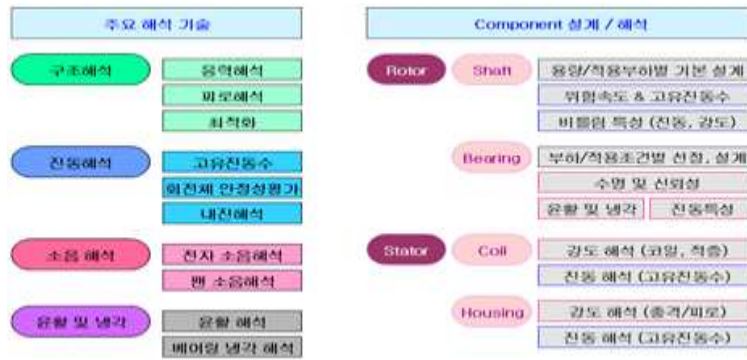 주요 해석 기술
구조해석
응력해석
피로해석
최적화
진동해석
고유진동수
회전체 안정성평가
내진해석
소음 해석
전자 소음해석
팬 소음해석
윤활 및 냉각
윤활 해석
베어링 냉각 해석
Component 설계 / 해석
Rotor
Shaft
용량/적용부하별 기본 설계
위험속도 & 고유진동수
비틀림 특성 (진동, 강도)
Bearing
부하/적용조건별 선정, 설계
수명 및 신뢰성
윤활 및 냉각
진동특성
Stator
Coil
강도 해석 (코일, 적층)
진동 해석 (고유진동수)
Housing
강도 해석 (충격/피로)
진동 해석 (고유진동수)